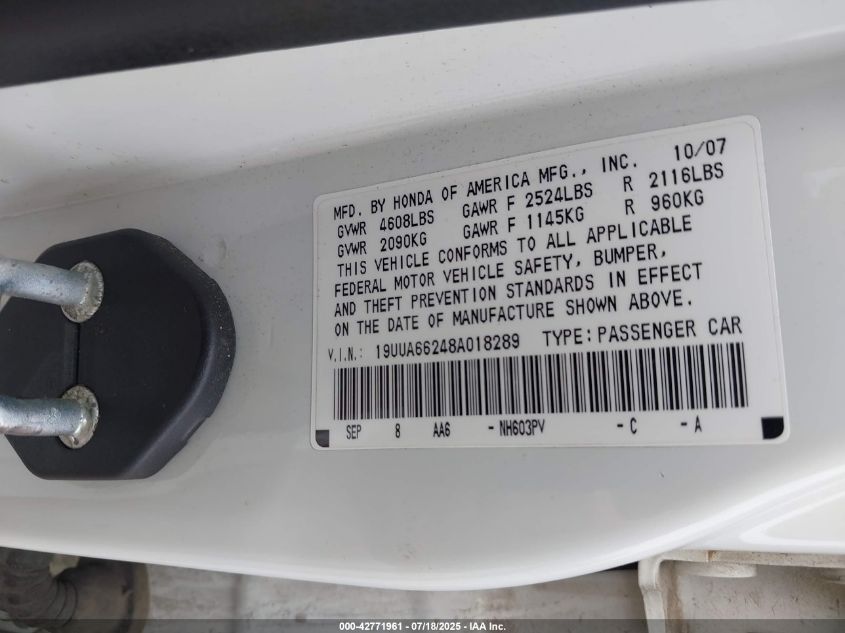 MFD. BY HONDA OF AMERICA MFG., INC. 10/07
GVWR 4608LBS GAWR F 2524LBS R 2116LBS
GVWR 2090KG GAWR F 1145KG R 960KG
THIS VEHICLE CONFORMS TO ALL APPLICABLE
FEDERAL MOTOR VEHICLE SAFETY, BUMPER,
AND THEFT PREVENTION STANDARDS IN EFFECT
ON THE DATE OF MANUFACTURE SHOWN ABOVE.
V.I.N.: 19UUA66248A018289 TYPE: PASSENGER CAR
SEP 8 AA6 - NH603PV - C - A
000-42771961 - 07/18/2025 - IAA Inc.